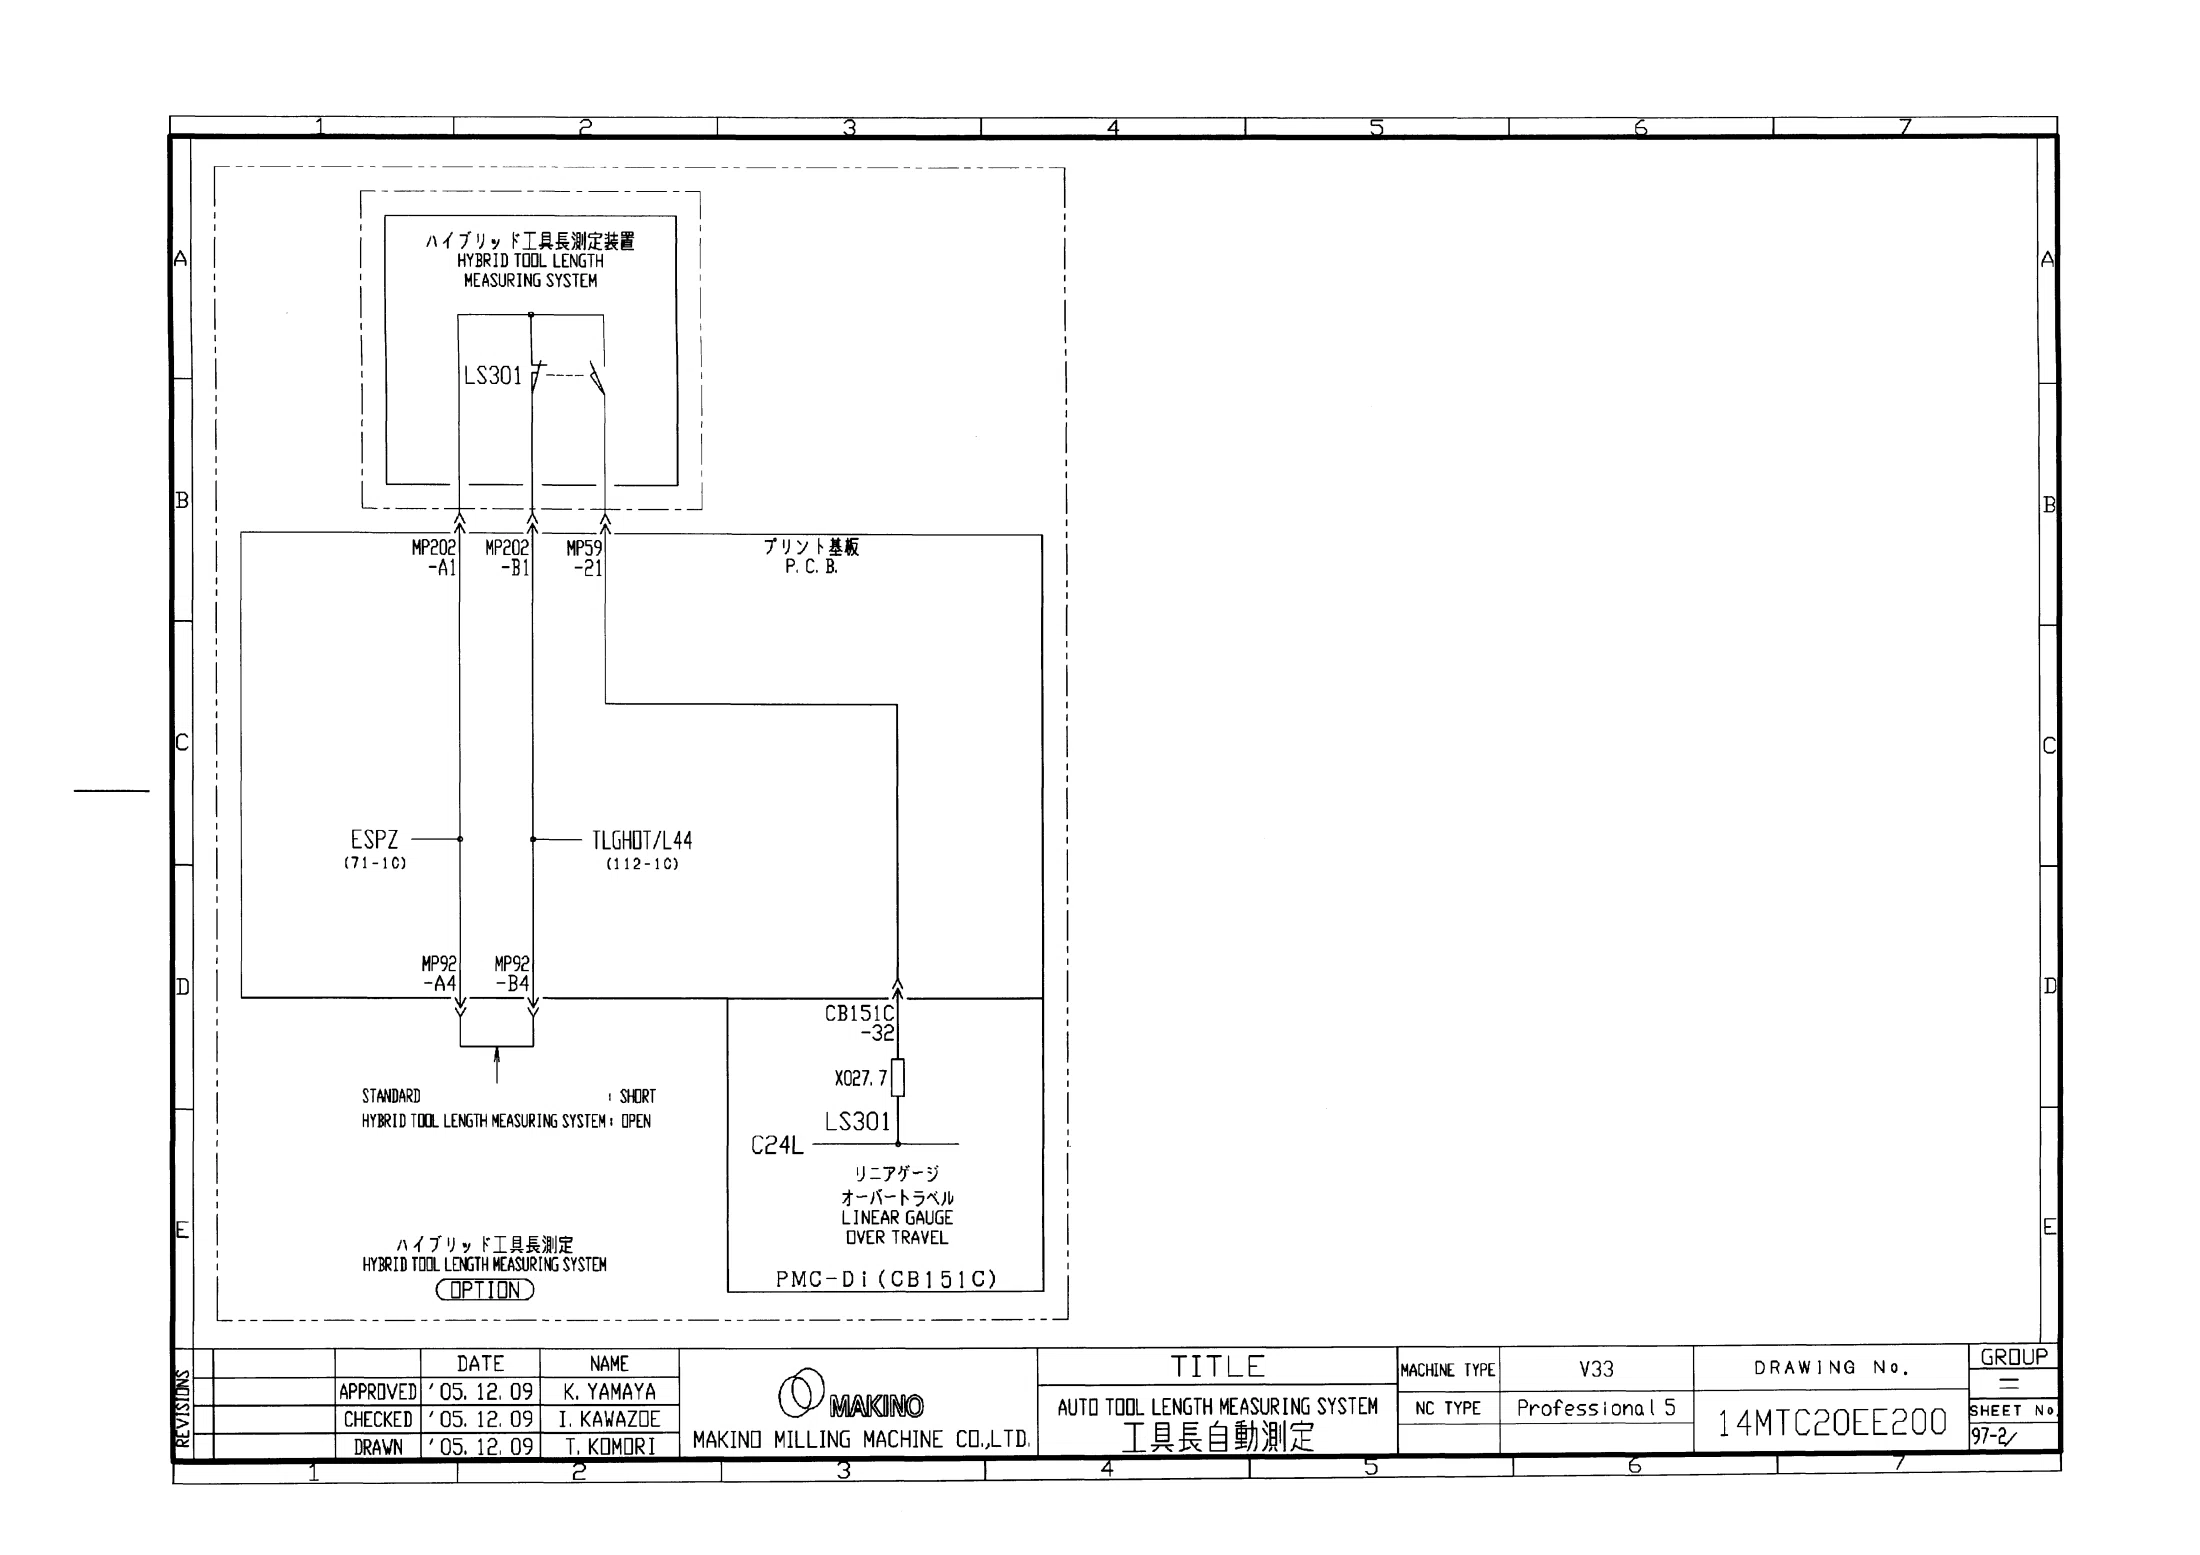 1 2 3 4 5 6 7
A A
ハイブリッド工具長測定装置
HYBRID TOOL LENGTH
MEASURING SYSTEM
LS301
B B
MP202 MP202 MP59
-A1 -B1 -21
プリント基板
P.C.B.
C C
ESPZ
(71-1C)
TLGHOT/L44
(112-1C)
MP92 MP92
-A4 -B4
D D
CB151C
-32
X027.7
LS301
C24L
STANDARD : SHORT
HYBRID TOOL LENGTH MEASURING SYSTEM : OPEN
リニアゲージ
オーバートラベル
LINEAR GAUGE
OVER TRAVEL
PMC-Di(CB151C)
E E
ハイブリッド工具長測定
HYBRID TOOL LENGTH MEASURING SYSTEM
OPTION
REVISIONS
DATE NAME
APPROVED '05.12.09 K. YAMAYA
CHECKED '05.12.09 I. KAWAZOE
DRAWN '05.12.09 T. KOMORI
MAKINO
MAKINO MILLING MACHINE CO.,LTD.
TITLE
AUTO TOOL LENGTH MEASURING SYSTEM
工具長自動測定
MACHINE TYPE V33
NC TYPE Professional 5
DRAWING No.
14MTC20EE200
GROUP
=
SHEET No.
97-2/
1 2 3 4 5 6 7